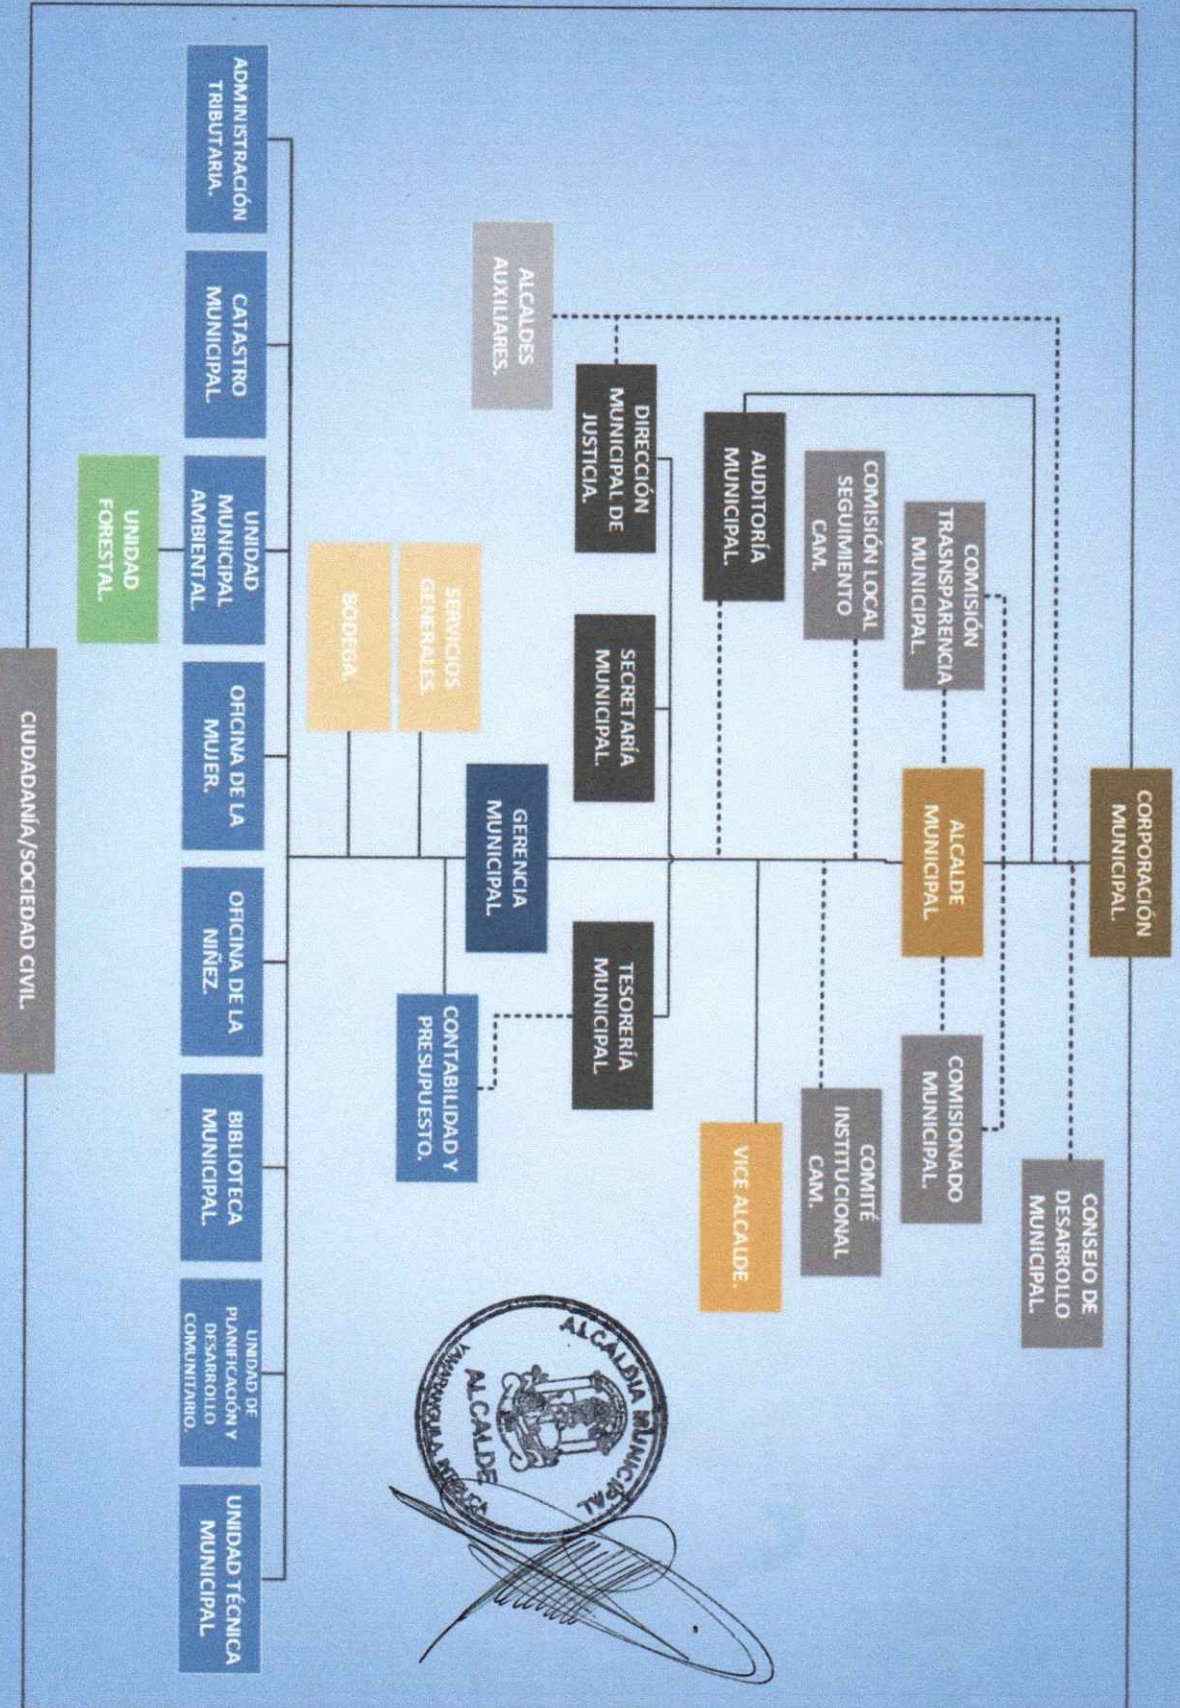 CORPORACIÓN
MUNICIPAL.
CONSEJO DE
DESARROLLO
MUNICIPAL.
COMISIÓN
TRASNSPARENCIA
MUNICIPAL.
ALCALDE
MUNICIPAL.
COMISIONADO
MUNICIPAL.
COMISIÓN LOCAL
SEGUIMIENTO
CAM.
COMITÉ
INSTITUCIONAL
CAM.
AUDITORÍA
MUNICIPAL.
VICE ALCALDE.
DIRECCIÓN
MUNICIPAL DE
JUSTICIA.
SECRETARÍA
MUNICIPAL.
TESORERÍA
MUNICIPAL.
ALCALDES
AUXILIARES.
GERENCIA
MUNICIPAL.
SERVICIOS
GENERALES.
CONTABILIDAD Y
PRESUPUESTO.
BODEGA.
ADMINISTRACIÓN
TRIBUTARIA.
CATASTRO
MUNICIPAL.
UNIDAD
MUNICIPAL
AMBIENTAL.
OFICINA DE LA
MUJER.
OFICINA DE LA
NIÑEZ.
BIBLIOTECA
MUNICIPAL.
UNIDAD DE
PLANIFICACIÓN Y
DESARROLLO
COMUNITARIO.
UNIDAD TÉCNICA
MUNICIPAL.
UNIDAD
FORESTAL.
CIUDADANÍA/SOCIEDAD CIVIL.
ALCALDIA MUNICIPAL
ALCALDE